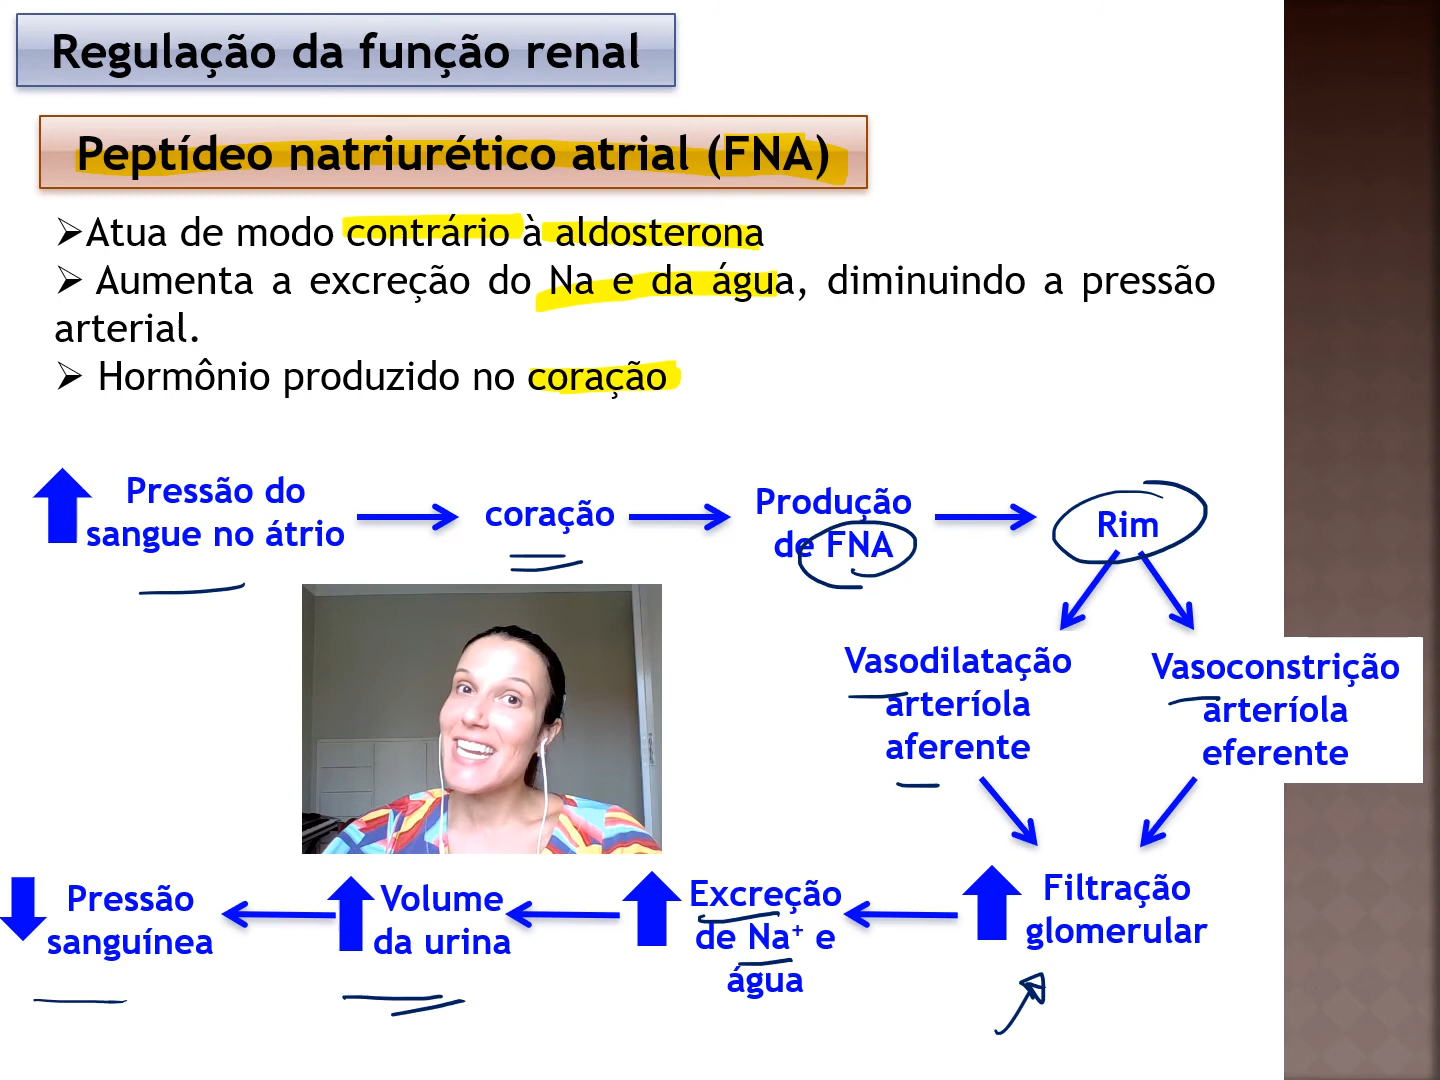 Regulação da função renal
Peptídeo natriurético atrial (FNA)
➢Atua de modo contrário à aldosterona
➢ Aumenta a excreção do Na e da água, diminuindo a pressão
arterial.
➢ Hormônio produzido no coração
Pressão do
sangue no átrio
coração
Produção
de FNA
Rim
Vasodilatação
arteríola
aferente
Vasoconstrição
arteríola
eferente
Filtração
glomerular
Excreção
de Na⁺ e
água
Volume
da urina
Pressão
sanguínea